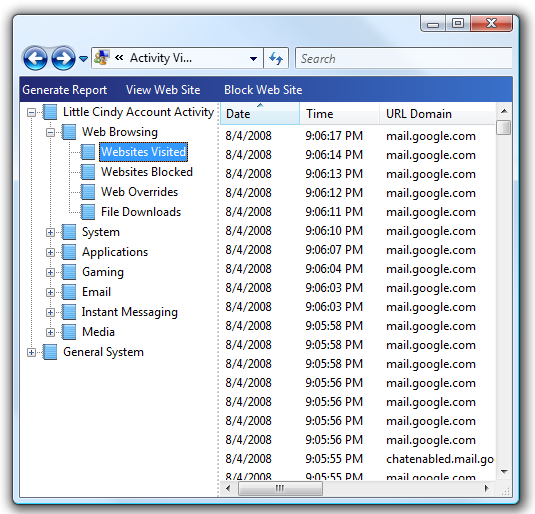 « Activity Vi... Search
Generate Report View Web Site Block Web Site
Little Cindy Account Activity
Web Browsing
Websites Visited
Websites Blocked
Web Overrides
File Downloads
System
Applications
Gaming
Email
Instant Messaging
Media
General System
Date Time URL Domain
8/4/2008 9:06:17 PM mail.google.com
8/4/2008 9:06:14 PM mail.google.com
8/4/2008 9:06:13 PM mail.google.com
8/4/2008 9:06:12 PM mail.google.com
8/4/2008 9:06:11 PM mail.google.com
8/4/2008 9:06:10 PM mail.google.com
8/4/2008 9:06:07 PM mail.google.com
8/4/2008 9:06:04 PM mail.google.com
8/4/2008 9:06:03 PM mail.google.com
8/4/2008 9:06:03 PM mail.google.com
8/4/2008 9:05:58 PM mail.google.com
8/4/2008 9:05:58 PM mail.google.com
8/4/2008 9:05:58 PM mail.google.com
8/4/2008 9:05:56 PM mail.google.com
8/4/2008 9:05:56 PM mail.google.com
8/4/2008 9:05:56 PM mail.google.com
8/4/2008 9:05:56 PM mail.google.com
8/4/2008 9:05:55 PM chatenabled.mail.go
8/4/2008 9:05:55 PM mail.google.com